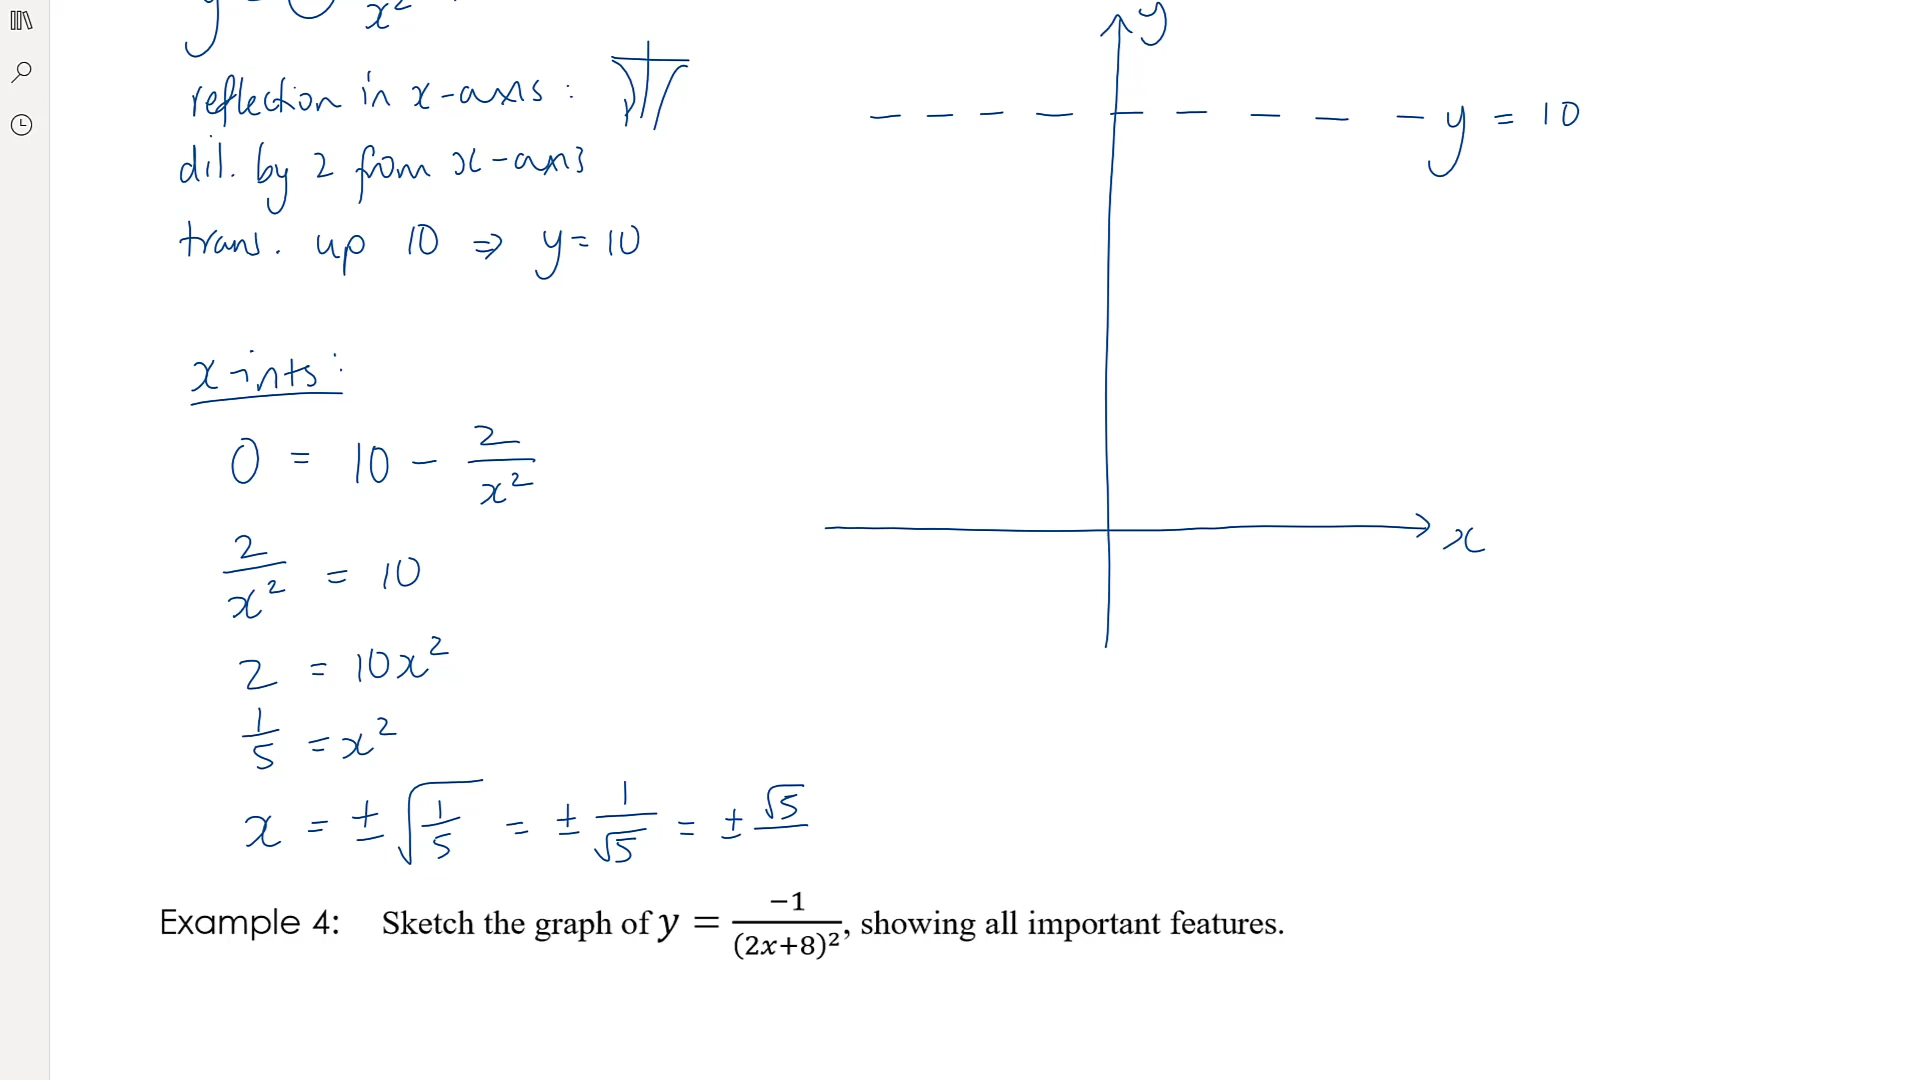 y = x²
y
reflection in x-axis :
y = 10
dil. by 2 from x-axis
trans. up 10 ⇒ y = 10
x-ints:
0 = 10 - 2/x²
x
2/x² = 10
2 = 10x²
1/5 = x²
x = ± √(1/5) = ± 1/√5 = ± √5
Example 4: Sketch the graph of y = -1/(2x+8)², showing all important features.